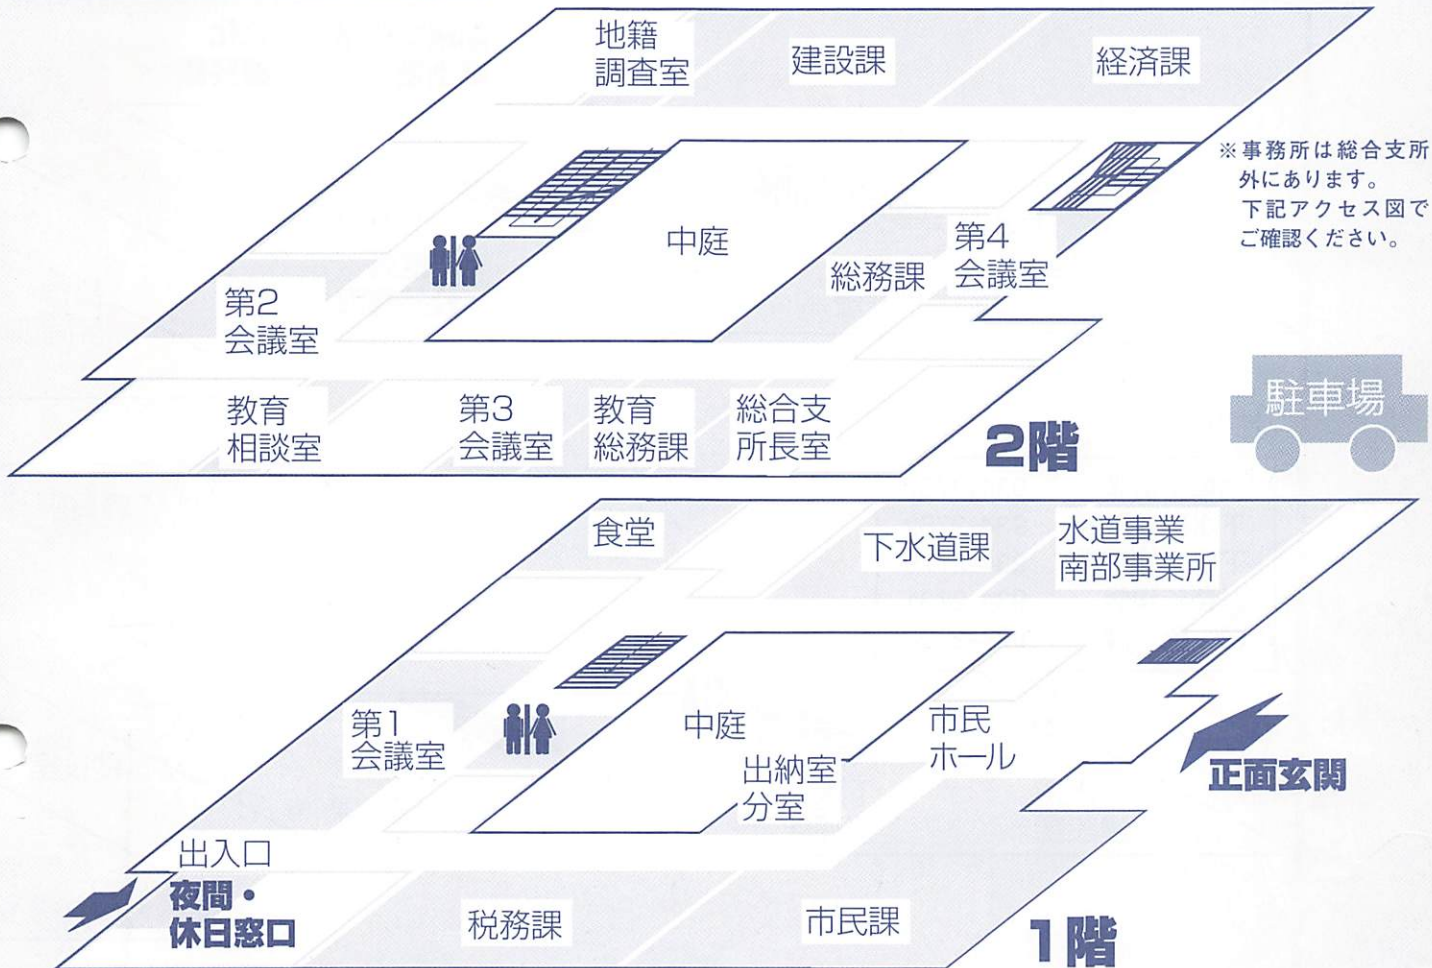 地籍
調査室
建設課
経済課
※事務所は総合支所
外にあります。
下記アクセス図で
ご確認ください。
中庭
総務課
第4
会議室
第2
会議室
教育
相談室
第3
会議室
教育
総務課
総合支
所長室
2階
駐車場
食堂
下水道課
水道事業
南部事業所
第1
会議室
中庭
出納室
分室
市民
ホール
正面玄関
出入口
夜間・
休日窓口
税務課
市民課
1階